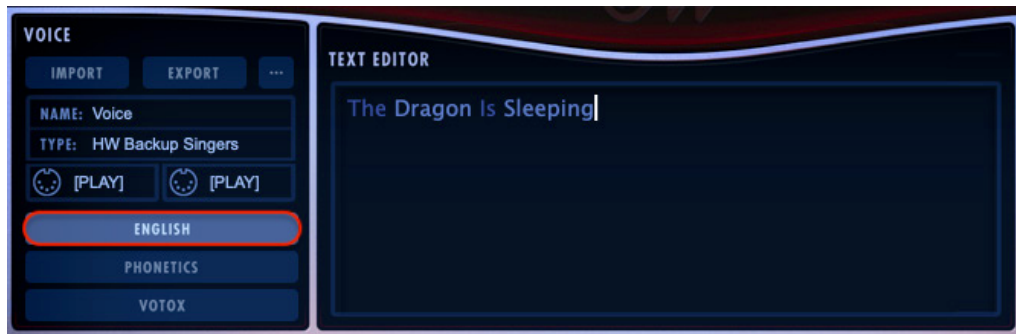 VOICE
IMPORT EXPORT ...
NAME: Voice
TYPE: HW Backup Singers
[PLAY] [PLAY]
ENGLISH
PHONETICS
VOTOX
TEXT EDITOR
The Dragon Is Sleeping